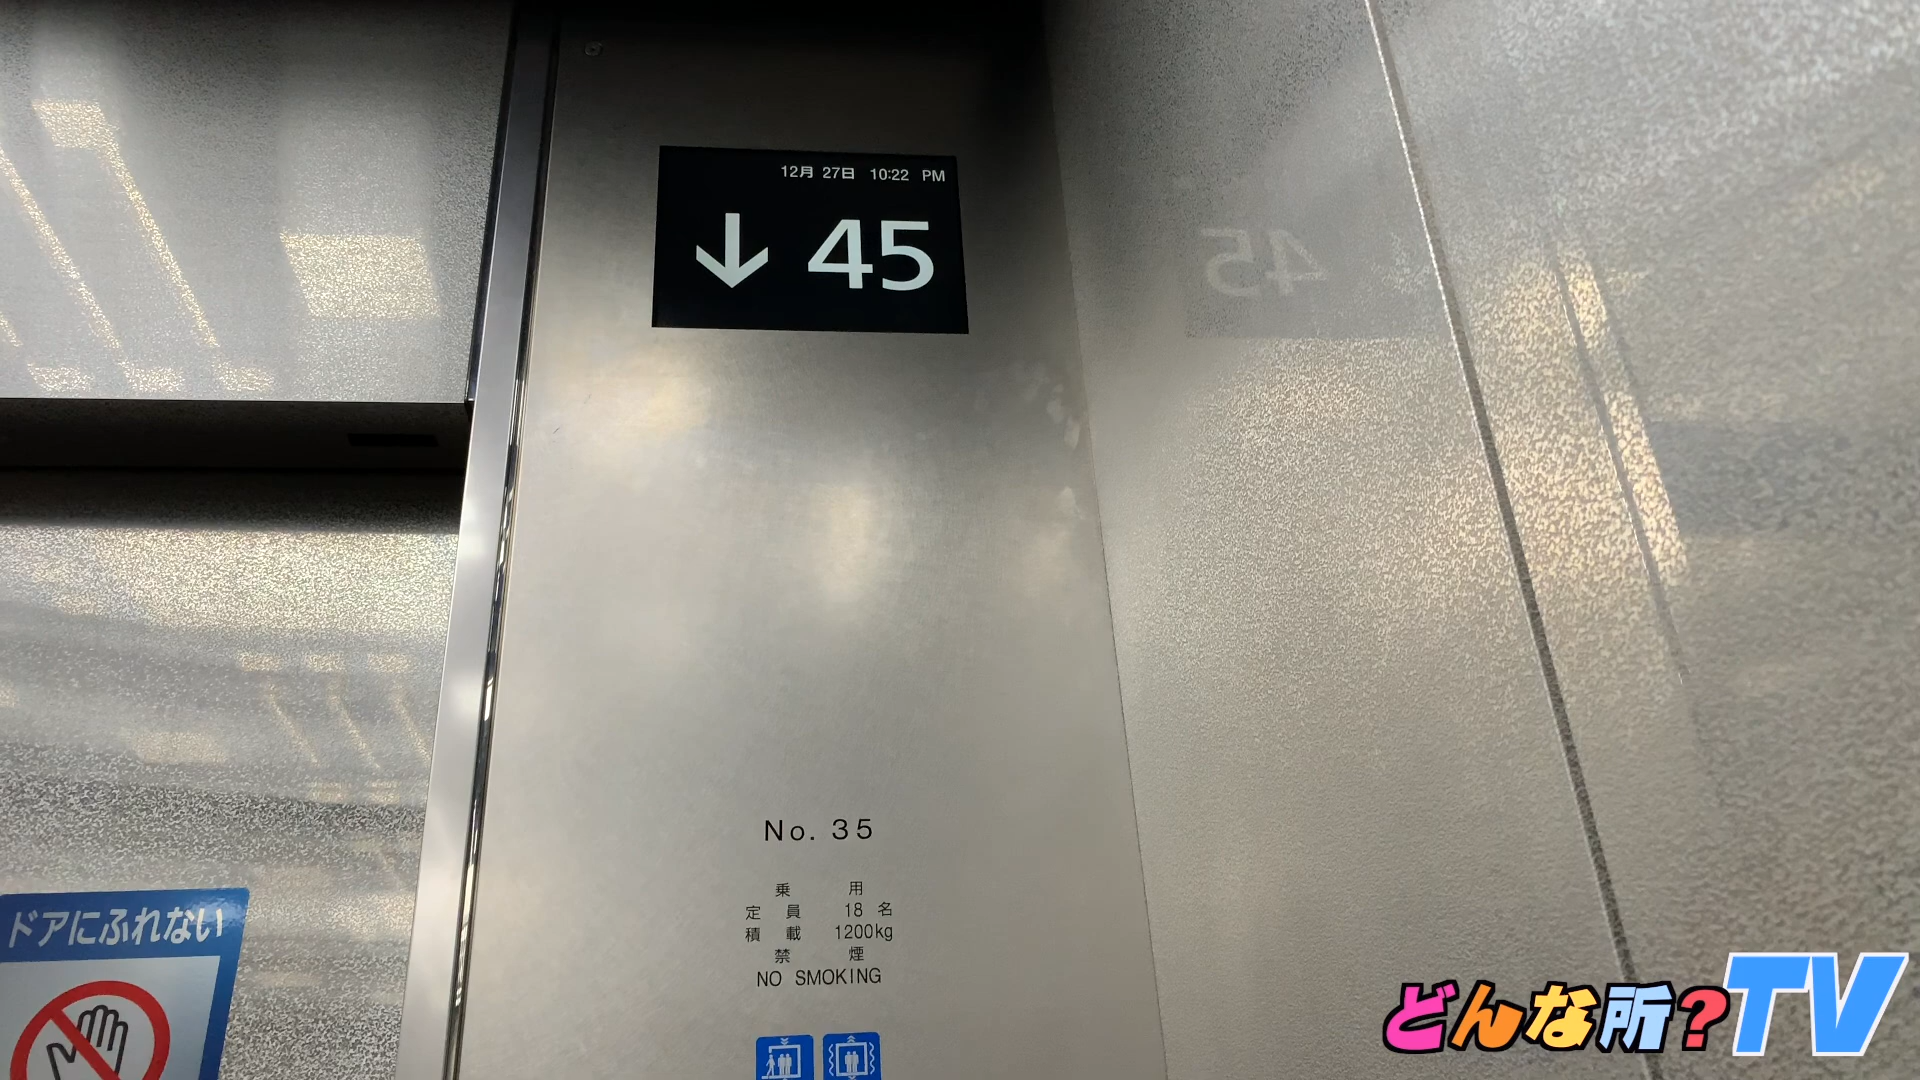 12月 27日 10:22 PM
↓ 45
No. 35
乗 用
定 員 18 名
積 載 1200kg
禁 煙
NO SMOKING
ドアにふれない
どんな所?TV